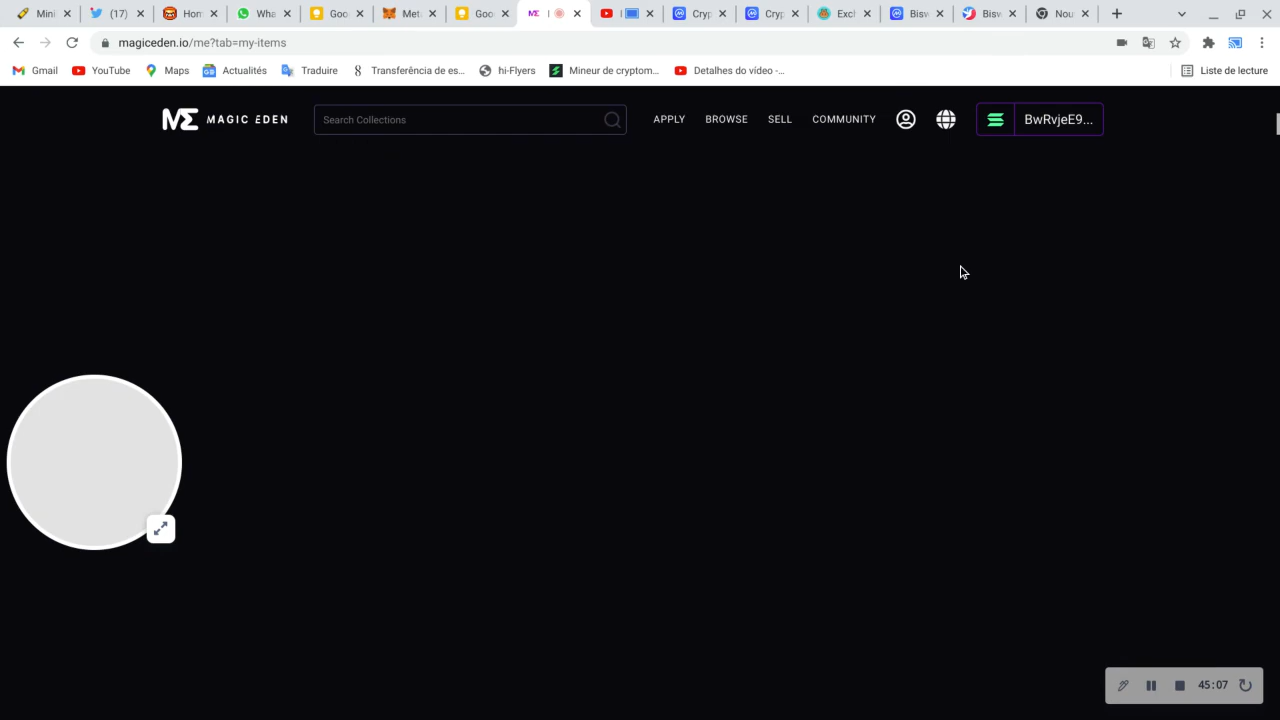 Mini
(17)
Hom
Wha
Goo
Met
Goo
ME
Cryp
Cryp
Excl
Bisw
Bisw
Nou
magiceden.io/me?tab=my-items
Gmail
YouTube
Maps
Actualités
Traduire
Transferência de es...
hi-Flyers
Mineur de cryptom...
Detalhes do vídeo -...
Liste de lecture
MAGIC EDEN
Search Collections
APPLY
BROWSE
SELL
COMMUNITY
BwRvjeE9...
45:07